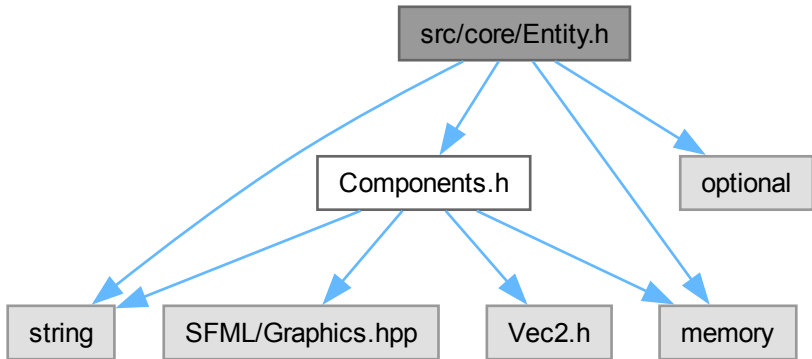 src/core/Entity.h
Components.h
optional
string
SFML/Graphics.hpp
Vec2.h
memory